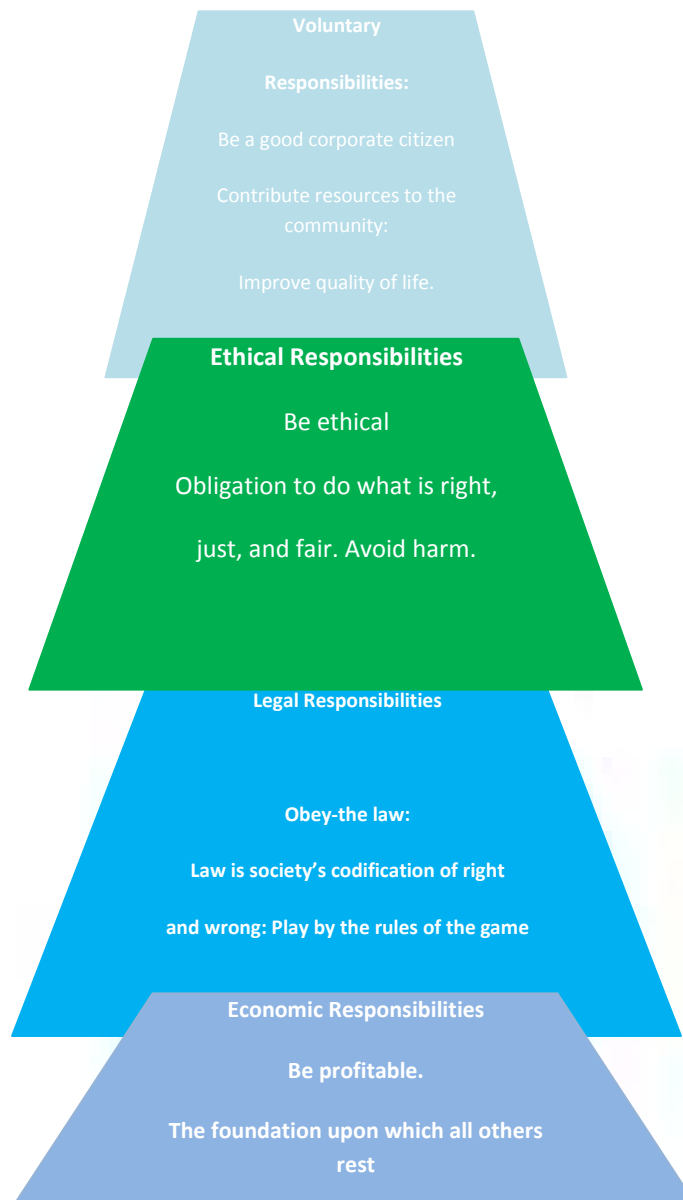 Voluntary
Responsibilities:
Be a good corporate citizen
Contribute resources to the
community:
Improve quality of life.
Ethical Responsibilities
Be ethical
Obligation to do what is right,
just, and fair. Avoid harm.
Legal Responsibilities
Obey-the law:
Law is society’s codification of right
and wrong: Play by the rules of the game
Economic Responsibilities
Be profitable.
The foundation upon which all others
rest